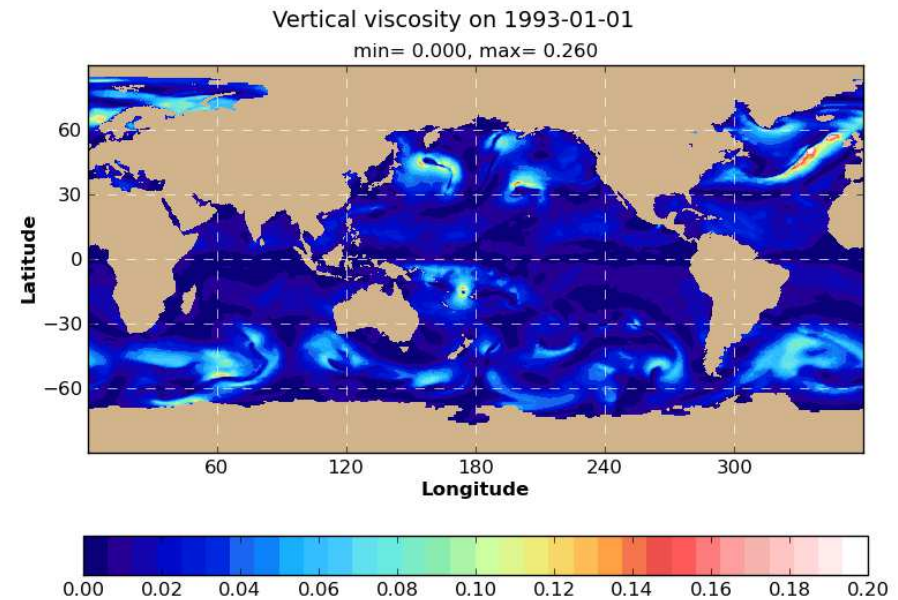 Vertical viscosity on 1993-01-01
min= 0.000, max= 0.260
60
30
0
−30
−60
Latitude
60 120 180 240 300
Longitude
0.00 0.02 0.04 0.06 0.08 0.10 0.12 0.14 0.16 0.18 0.20